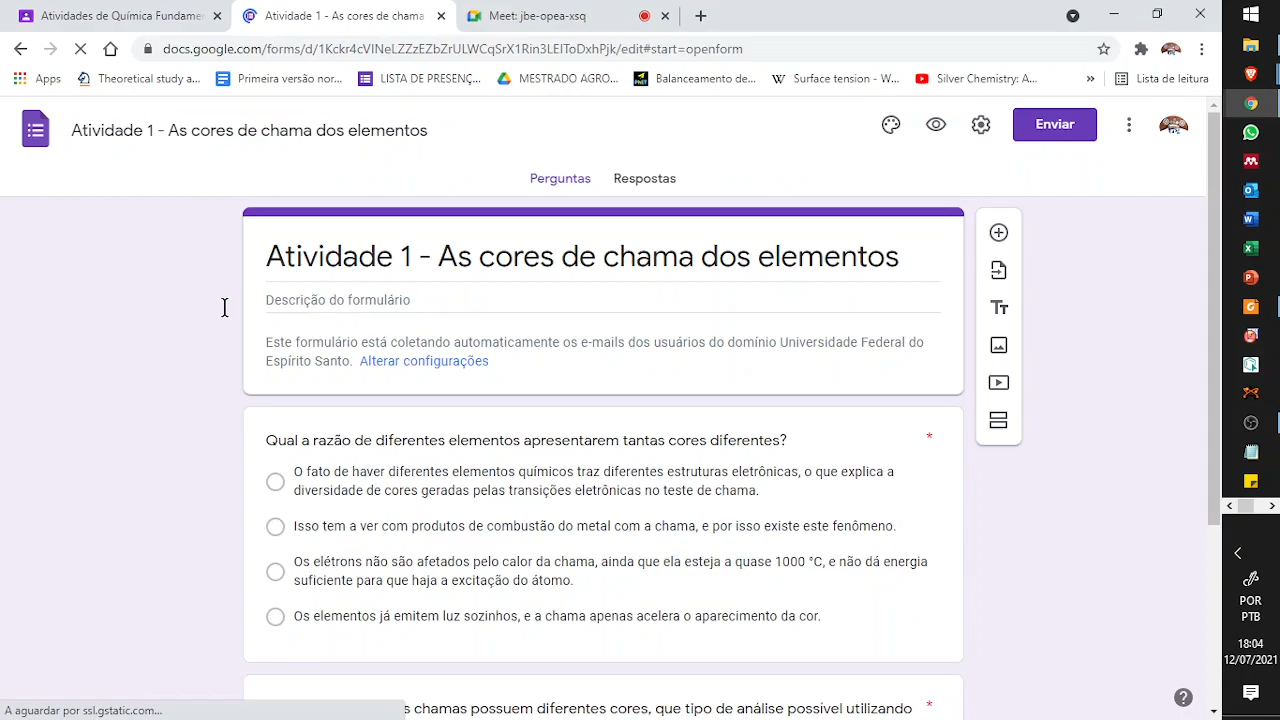 Atividades de Química Fundamen
Atividade 1 - As cores de chama
docs.google.com/forms/d/1Kckr4cVINeLZZzEZbZrULWCqSrX1Rin3LEIToDxhPjk/edit#start=openform
Apps
Theoretical study a...
Primeira versão nor...
LISTA DE PRESENÇ...
MESTRADO AGRO...
Balanceamento de...
Surface tension - W...
Silver Chemistry: A...
»
Lista de leitura
Atividade 1 - As cores de chama dos elementos
Enviar
Perguntas Respostas
Atividade 1 - As cores de chama dos elementos
Descrição do formulário
Este formulário está coletando automaticamente os e-mails dos usuários do domínio Universidade Federal do
Espírito Santo. Alterar configurações
Qual a razão de diferentes elementos apresentarem tantas cores diferentes? *
O fato de haver diferentes elementos químicos traz diferentes estruturas eletrônicas, o que explica a
diversidade de cores geradas pelas transições eletrônicas no teste de chama.
Isso tem a ver com produtos de combustão do metal com a chama, e por isso existe este fenômeno.
Os elétrons não são afetados pelo calor da chama, ainda que ela esteja a quase 1000 °C, e não dá energia
suficiente para que haja a excitação do átomo.
Os elementos já emitem luz sozinhos, e a chama apenas acelera o aparecimento da cor.
s chamas possuem diferentes cores, que tipo de análise possível utilizando *
A aguardar por ssl.gstatic.com...
POR
PTB
18:04
12/07/2021